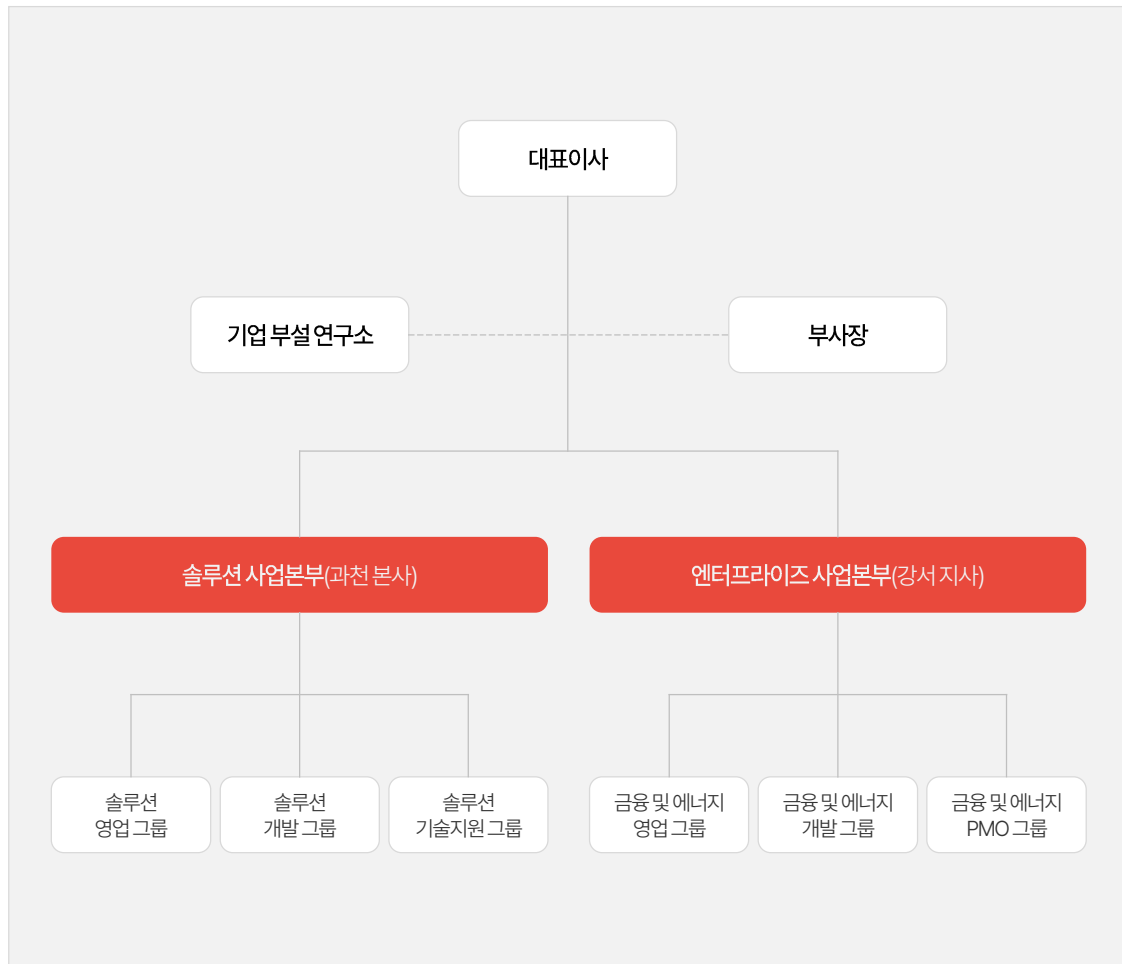 대표이사
기업 부설 연구소
부사장
솔루션 사업본부(과천 본사)
엔터프라이즈 사업본부(강서 지사)
솔루션
영업 그룹
솔루션
개발 그룹
솔루션
기술지원 그룹
금융 및 에너지
영업 그룹
금융 및 에너지
개발 그룹
금융 및 에너지
PMO 그룹